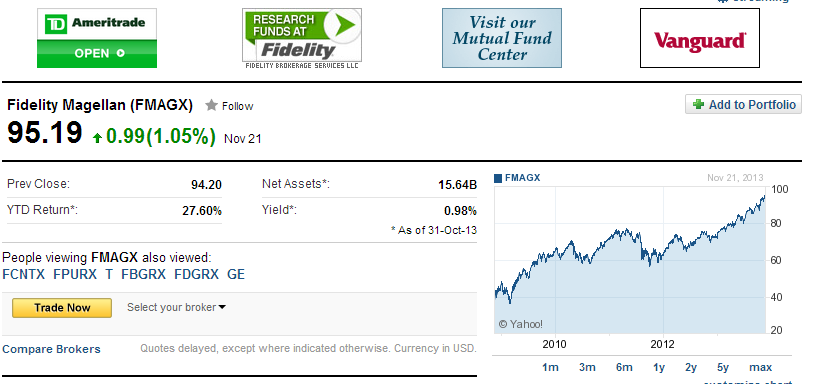 Streaming
TD Ameritrade
OPEN
RESEARCH
FUNDS AT
Fidelity
FIDELITY BROKERAGE SERVICES LLC
Visit our
Mutual Fund
Center
Vanguard
Fidelity Magellan (FMAGX) Follow
Add to Portfolio
95.19 0.99(1.05%) Nov 21
Prev Close: 94.20
Net Assets*: 15.64B
YTD Return*: 27.60%
Yield*: 0.98%
* As of 31-Oct-13
People viewing FMAGX also viewed:
FCNTX FPURX T FBGRX FDGRX GE
Trade Now Select your broker
Compare Brokers Quotes delayed, except where indicated otherwise. Currency in USD.
FMAGX Nov 21, 2013
100
80
60
40
20
© Yahoo!
2010 2012
1m 3m 6m 1y 2y 5y max
customize chart